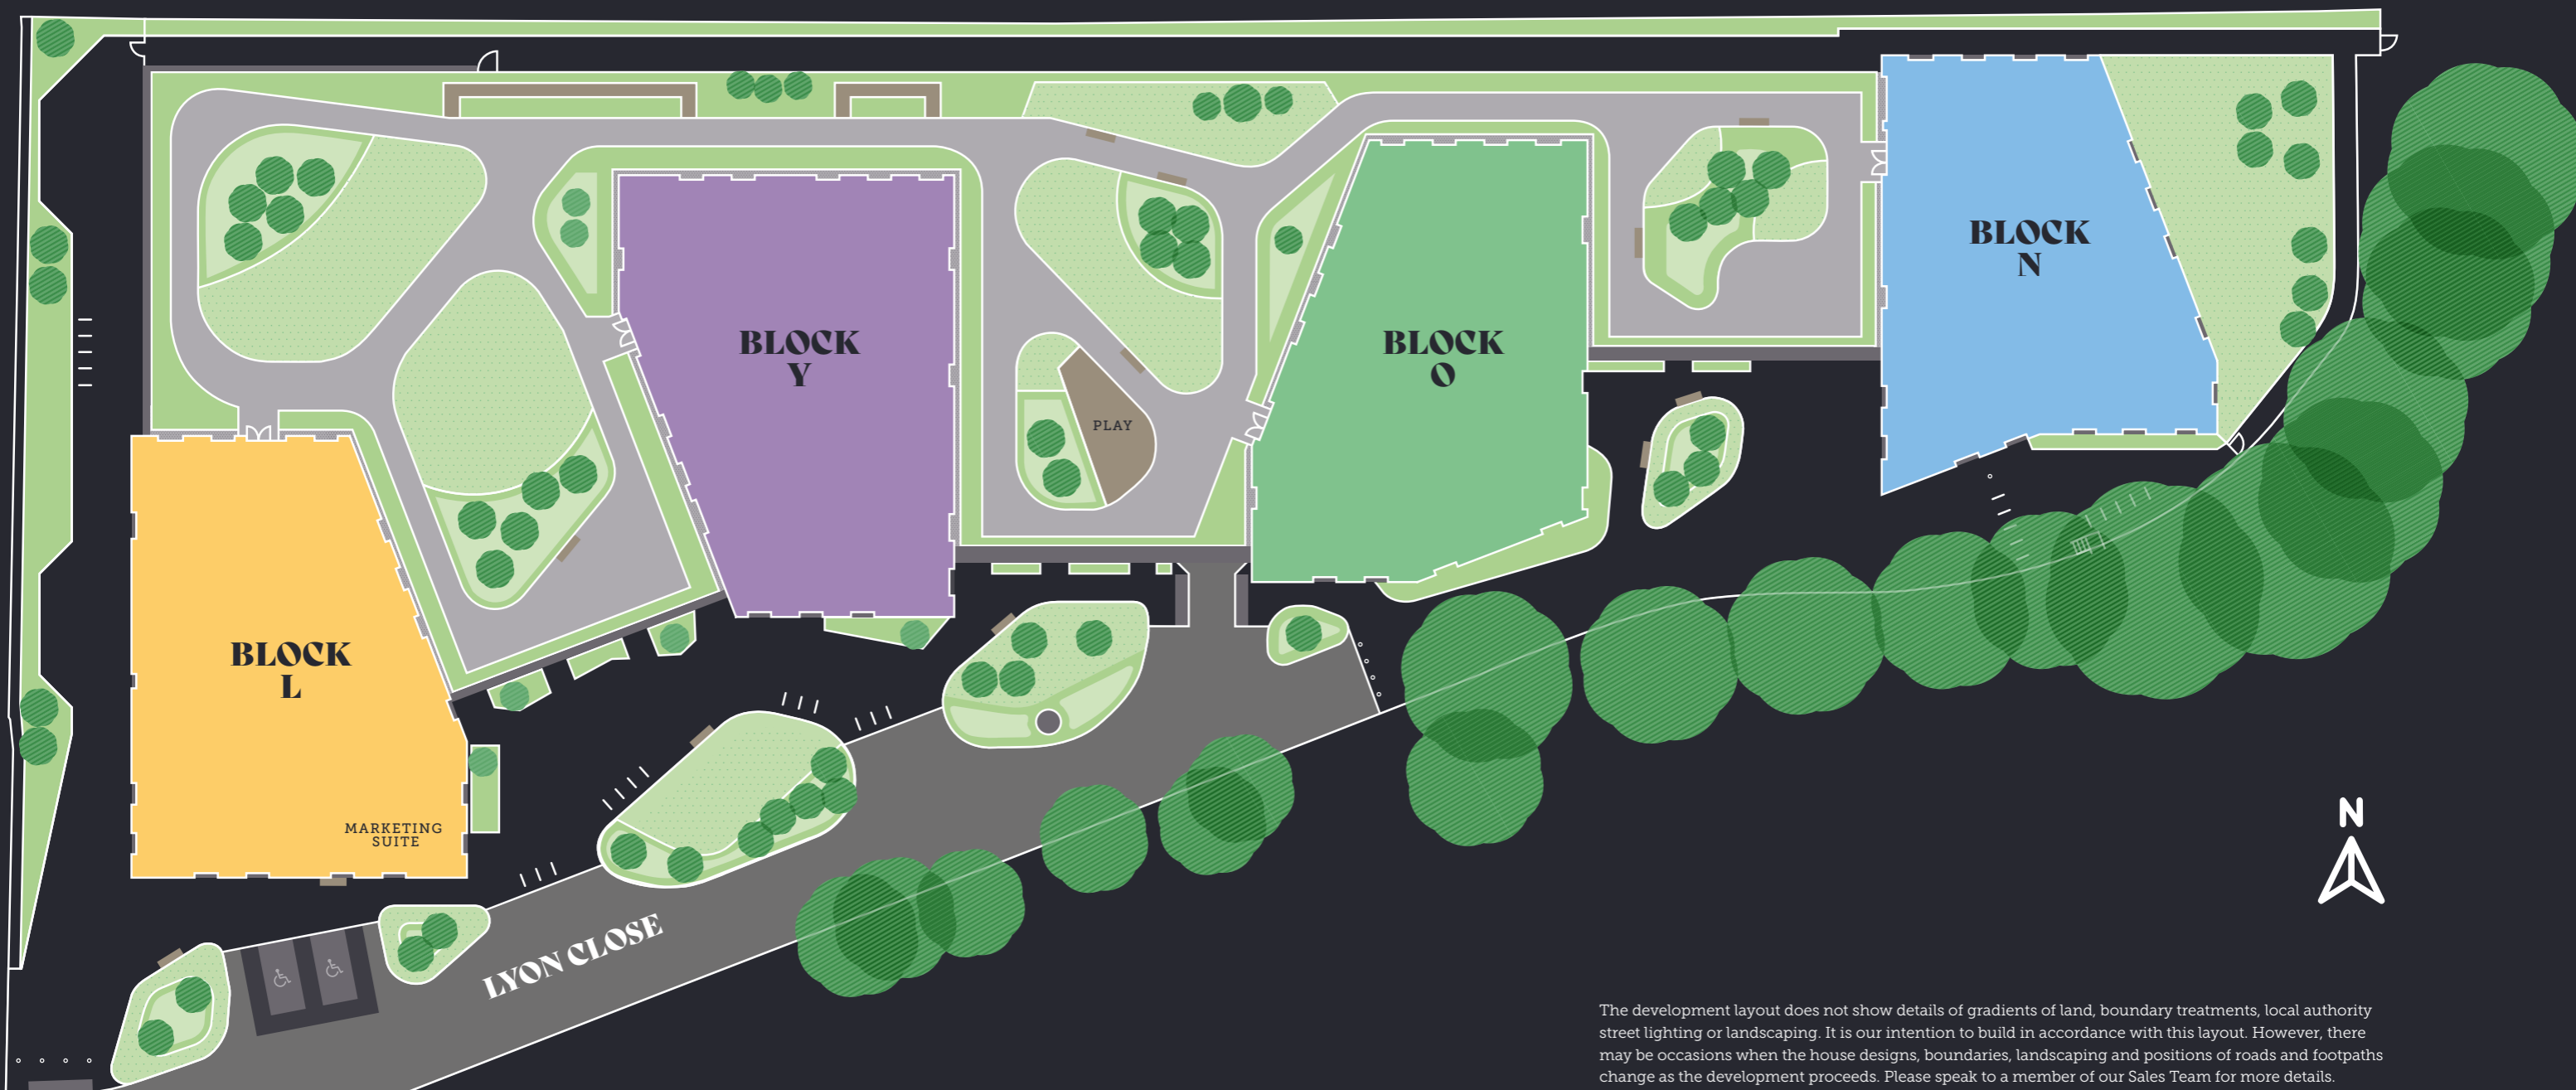 BLOCK
N
BLOCK
Y
BLOCK
O
PLAY
BLOCK
L
MARKETING
SUITE
N
LYON CLOSE
The development layout does not show details of gradients of land, boundary treatments, local authority
street lighting or landscaping. It is our intention to build in accordance with this layout. However, there
may be occasions when the house designs, boundaries, landscaping and positions of roads and footpaths
change as the development proceeds. Please speak to a member of our Sales Team for more details.